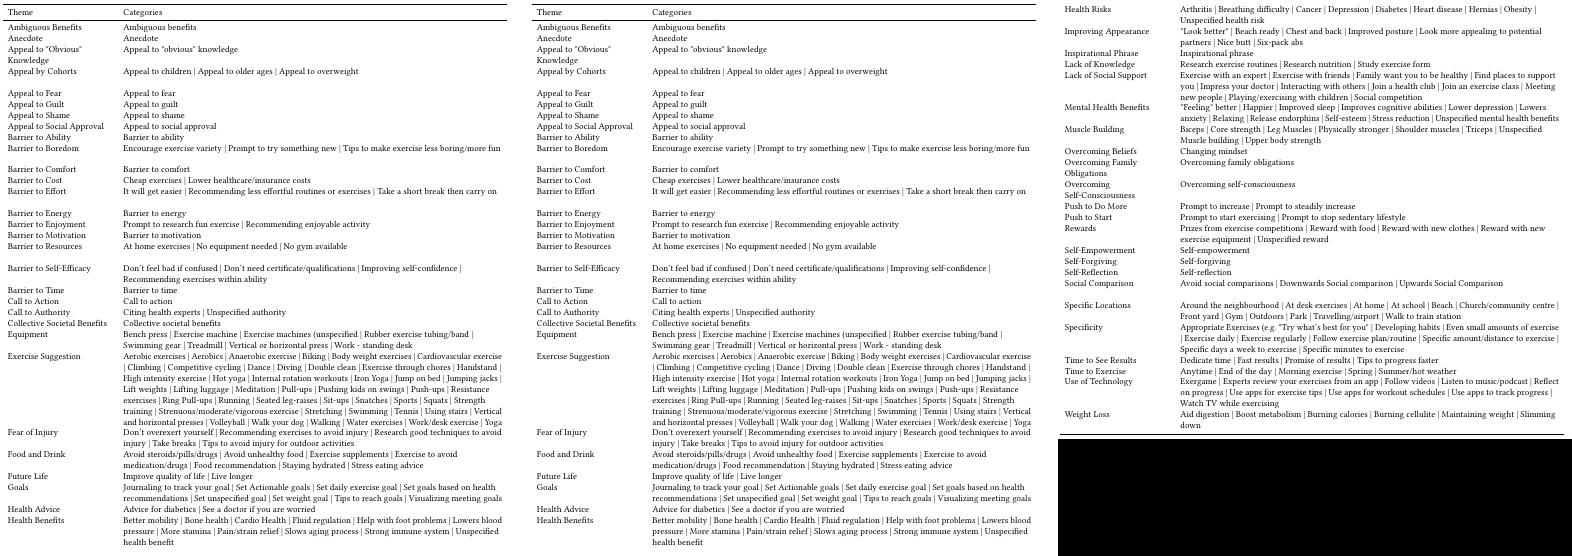 Theme Categories
Ambiguous Benefits Ambiguous benefits
Anecdote Anecdote
Appeal to "Obvious" Appeal to "obvious" knowledge
Knowledge
Appeal by Cohorts Appeal to children | Appeal to older ages | Appeal to overweight
Appeal to Fear Appeal to fear
Appeal to Guilt Appeal to guilt
Appeal to Shame Appeal to shame
Appeal to Social Approval Appeal to social approval
Barrier to Ability Barrier to ability
Barrier to Boredom Encourage exercise variety | Prompt to try something new | Tips to make exercise less boring/more fun
Barrier to Comfort Barrier to comfort
Barrier to Cost Cheap exercises | Lower healthcare/insurance costs
Barrier to Effort It will get easier | Recommending less effortful routines or exercises | Take a short break then carry on
Barrier to Energy Barrier to energy
Barrier to Enjoyment Prompt to research fun exercise | Recommending enjoyable activity
Barrier to Motivation Barrier to motivation
Barrier to Resources At home exercises | No equipment needed | No gym available
Barrier to Self-Efficacy Don't feel bad if confused | Don't need certificate/qualifications | Improving self-confidence |
Recommending exercises within ability
Barrier to Time Barrier to time
Call to Action Call to action
Call to Authority Citing health experts | Unspecified authority
Collective Societal Benefits Collective societal benefits
Equipment Bench press | Exercise machine | Exercise machines (unspecified | Rubber exercise tubing/band |
Swimming gear | Treadmill | Vertical or horizontal press | Work - standing desk
Exercise Suggestion Aerobic exercises | Aerobics | Anaerobic exercise | Biking | Body weight exercises | Cardiovascular exercise
| Climbing | Competitive cycling | Dance | Diving | Double clean | Exercise through chores | Handstand |
High intensity exercise | Hot yoga | Internal rotation workouts | Iron Yoga | Jump on bed | Jumping jacks |
Lift weights | Lifting luggage | Meditation | Pull-ups | Pushing kids on swings | Push-ups | Resistance
exercises | Ring Pull-ups | Running | Seated leg-raises | Sit-ups | Snatches | Sports | Squats | Strength
training | Strenuous/moderate/vigorous exercise | Stretching | Swimming | Tennis | Using stairs | Vertical
and horizontal presses | Volleyball | Walk your dog | Walking | Water exercises | Work/desk exercise | Yoga
Fear of Injury Don't overexert yourself | Recommending exercises to avoid injury | Research good techniques to avoid
injury | Take breaks | Tips to avoid injury for outdoor activities
Food and Drink Avoid steroids/pills/drugs | Avoid unhealthy food | Exercise supplements | Exercise to avoid
medication/drugs | Food recommendation | Staying hydrated | Stress eating advice
Future Life Improve quality of life | Live longer
Goals Journaling to track your goal | Set Actionable goals | Set daily exercise goal | Set goals based on health
recommendations | Set unspecified goal | Set weight goal | Tips to reach goals | Visualizing meeting goals
Health Advice Advice for diabetes | See a doctor if you are worried
Health Benefits Better mobility | Bone health | Cardio Health | Fluid regulation | Help with foot problems | Lowers blood
pressure | More stamina | Pain/strain relief | Slows aging process | Strong immune system | Unspecified
health benefit
Theme Categories
Ambiguous Benefits Ambiguous benefits
Anecdote Anecdote
Appeal to "Obvious" Appeal to "obvious" knowledge
Knowledge
Appeal by Cohorts Appeal to children | Appeal to older ages | Appeal to overweight
Appeal to Fear Appeal to fear
Appeal to Guilt Appeal to guilt
Appeal to Shame Appeal to shame
Appeal to Social Approval Appeal to social approval
Barrier to Ability Barrier to ability
Barrier to Boredom Encourage exercise variety | Prompt to try something new | Tips to make exercise less boring/more fun
Barrier to Comfort Barrier to comfort
Barrier to Cost Cheap exercises | Lower healthcare/insurance costs
Barrier to Effort It will get easier | Recommending less effortful routines or exercises | Take a short break then carry on
Barrier to Energy Barrier to energy
Barrier to Enjoyment Prompt to research fun exercise | Recommending enjoyable activity
Barrier to Motivation Barrier to motivation
Barrier to Resources At home exercises | No equipment needed | No gym available
Barrier to Self-Efficacy Don't feel bad if confused | Don't need certificate/qualifications | Improving self-confidence |
Recommending exercises within ability
Barrier to Time Barrier to time
Call to Action Call to action
Call to Authority Citing health experts | Unspecified authority
Collective Societal Benefits Collective societal benefits
Equipment Bench press | Exercise machine | Exercise machines (unspecified | Rubber exercise tubing/band |
Swimming gear | Treadmill | Vertical or horizontal press | Work - standing desk
Exercise Suggestion Aerobic exercises | Aerobics | Anaerobic exercise | Biking | Body weight exercises | Cardiovascular exercise
| Climbing | Competitive cycling | Dance | Diving | Double clean | Exercise through chores | Handstand |
High intensity exercise | Hot yoga | Internal rotation workouts | Iron Yoga | Jump on bed | Jumping jacks |
Lift weights | Lifting luggage | Meditation | Pull-ups | Pushing kids on swings | Push-ups | Resistance
exercises | Ring Pull-ups | Running | Seated leg-raises | Sit-ups | Snatches | Sports | Squats | Strength
training | Strenuous/moderate/vigorous exercise | Stretching | Swimming | Tennis | Using stairs | Vertical
and horizontal presses | Volleyball | Walk your dog | Walking | Water exercises | Work/desk exercise | Yoga
Fear of Injury Don't overexert yourself | Recommending exercises to avoid injury | Research good techniques to avoid
injury | Take breaks | Tips to avoid injury for outdoor activities
Food and Drink Avoid steroids/pills/drugs | Avoid unhealthy food | Exercise supplements | Exercise to avoid
medication/drugs | Food recommendation | Staying hydrated | Stress eating advice
Future Life Improve quality of life | Live longer
Goals Journaling to track your goal | Set Actionable goals | Set daily exercise goal | Set goals based on health
recommendations | Set unspecified goal | Set weight goal | Tips to reach goals | Visualizing meeting goals
Health Advice Advice for diabetes | See a doctor if you are worried
Health Benefits Better mobility | Bone health | Cardio Health | Fluid regulation | Help with foot problems | Lowers blood
pressure | More stamina | Pain/strain relief | Slows aging process | Strong immune system | Unspecified
health benefit
Health Risks Arthritis | Breathing difficulty | Cancer | Depression | Diabetes | Heart disease | Hernias | Obesity |
Unspecified health risk
Improving Appearance "Look better" | Beach ready | Chest and back | Improved posture | Look more appealing to potential
partners | Nice butt | Six-pack abs
Inspirational Phrase Inspirational phrase
Lack of Knowledge Research exercise routines | Research nutrition | Study exercise form
Lack of Social Support Exercise with an expert | Exercise with friends | Family want you to be healthy | Find places to support
you | Impress your doctor | Interacting with others | Join a health club | Join an exercise class | Meeting
new people | Playing/exercising with children | Social competition
Mental Health Benefits "Feeling" better | Happier | Improved sleep | Improves cognitive abilities | Lower depression | Lowers
anxiety | Relaxing | Release endorphins | Self-esteem | Stress reduction | Unspecified mental health benefits
Muscle Building Biceps | Core strength | Leg Muscles | Physically stronger | Shoulder muscles | Triceps | Unspecified
Muscle building | Upper body strength
Overcoming Beliefs Changing mindset
Overcoming Family Overcoming family obligations
Obligations
Overcoming Overcoming self-consciousness
Self-Consciousness
Push to Do More Prompt to increase | Prompt to steadily increase
Push to Start Prompt to start exercising | Prompt to stop sedentary lifestyle
Rewards Prizes from exercise competitions | Reward with food | Reward with new clothes | Reward with new
exercise equipment | Unspecified reward
Self-Empowerment Self-empowerment
Self-Forgiving Self-forgiving
Self-Reflection Self-reflection
Social Comparison Avoid social comparisons | Downwards Social comparison | Upwards Social Comparison
Specific Locations Around the neighbourhood | At desk exercises | At home | At school | Beach | Church/community centre |
Front yard | Gym | Outdoors | Park | Travelling/airport | Walk to train station
Specificity Appropriate Exercises (e.g. "Try what's best for you" | Developing habits | Even small amounts of exercise
| Exercise daily | Exercise regularly | Follow exercise plan/routine | Specific amount/distance to exercise |
Specific days a week to exercise | Specific minutes to exercise
Time to See Results Dedicate time | Fast results | Promise of results | Tips to progress faster
Time to Exercise Anytime | End of the day | Morning exercise | Spring | Summer/hot weather
Use of Technology Exergame | Experts review your exercises from an app | Follow videos | Listen to music/podcast | Reflect
on progress | Use apps for exercise tips | Use apps for workout schedules | Use apps to track progress |
Watch TV while exercising
Weight Loss Aid digestion | Boost metabolism | Burning calories | Burning cellulite | Maintaining weight | Slimming
down